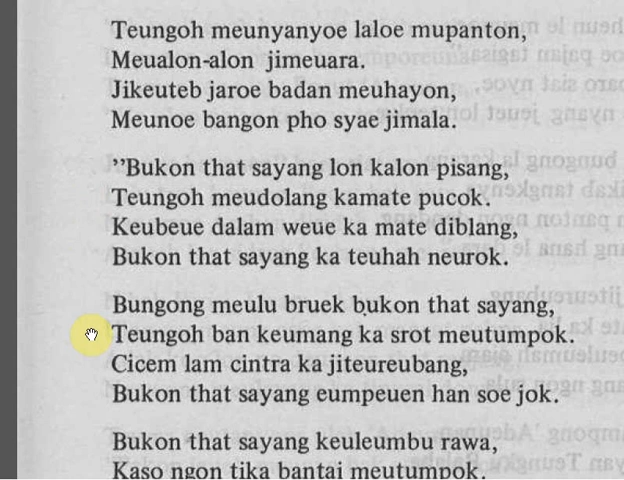 Teungoh meunyanyoe laloe mupanton,
Meualon-alon jimeuara.
Jikeuteb jaroe badan meuhayon,
Meunoe bangon pho syae jimala.
”Bukon that sayang lon kalon pisang,
Teungoh meudolang kamate pucok.
Keubeue dalam weue ka mate diblang,
Bukon that sayang ka teuhah neurok.
Bungong meulu bruek bukon that sayang,
Teungoh ban keumang ka srot meutumpok.
Cicem lam cintra ka jiteureubang,
Bukon that sayang eumpeuen han soe jok.
Bukon that sayang keuleumbu rawa,
Kaso ngon tika bantai meutumpok.